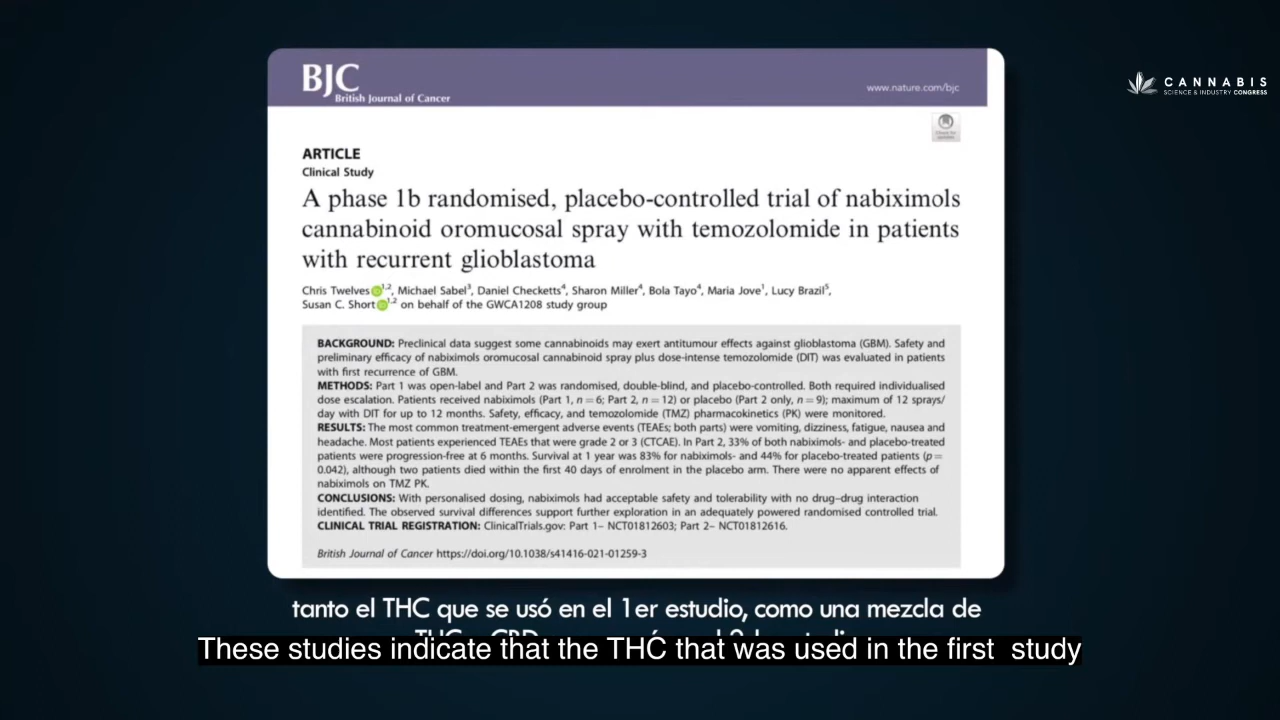 BJC
British Journal of Cancer
www.nature.com/bjc
CANNABIS
SCIENCE & INDUSTRY CONGRESS
Check for
updates
ARTICLE
Clinical Study
A phase 1b randomised, placebo-controlled trial of nabiximols
cannabinoid oromucosal spray with temozolomide in patients
with recurrent glioblastoma
Chris Twelves 1,2, Michael Sabel3, Daniel Checketts4, Sharon Miller4, Bola Tayo4, Maria Jove1, Lucy Brazil5,
Susan C. Short 1,2 on behalf of the GWCA1208 study group
BACKGROUND: Preclinical data suggest some cannabinoids may exert antitumour effects against glioblastoma (GBM). Safety and
preliminary efficacy of nabiximols oromucosal cannabinoid spray plus dose-intense temozolomide (DIT) was evaluated in patients
with first recurrence of GBM.
METHODS: Part 1 was open-label and Part 2 was randomised, double-blind, and placebo-controlled. Both required individualised
dose escalation. Patients received nabiximols (Part 1, n = 6; Part 2, n = 12) or placebo (Part 2 only, n = 9); maximum of 12 sprays/
day with DIT for up to 12 months. Safety, efficacy, and temozolomide (TMZ) pharmacokinetics (PK) were monitored.
RESULTS: The most common treatment-emergent adverse events (TEAEs; both parts) were vomiting, dizziness, fatigue, nausea and
headache. Most patients experienced TEAEs that were grade 2 or 3 (CTCAE). In Part 2, 33% of both nabiximols- and placebo-treated
patients were progression-free at 6 months. Survival at 1 year was 83% for nabiximols- and 44% for placebo-treated patients (p =
0.042), although two patients died within the first 40 days of enrolment in the placebo arm. There were no apparent effects of
nabiximols on TMZ PK.
CONCLUSIONS: With personalised dosing, nabiximols had acceptable safety and tolerability with no drug–drug interaction
identified. The observed survival differences support further exploration in an adequately powered randomised controlled trial.
CLINICAL TRIAL REGISTRATION: ClinicalTrials.gov: Part 1– NCT01812603; Part 2– NCT01812616.
British Journal of Cancer https://doi.org/10.1038/s41416-021-01259-3
tanto el THC que se usó en el 1er estudio, como una mezcla de
These studies indicate that the THC that was used in the first study